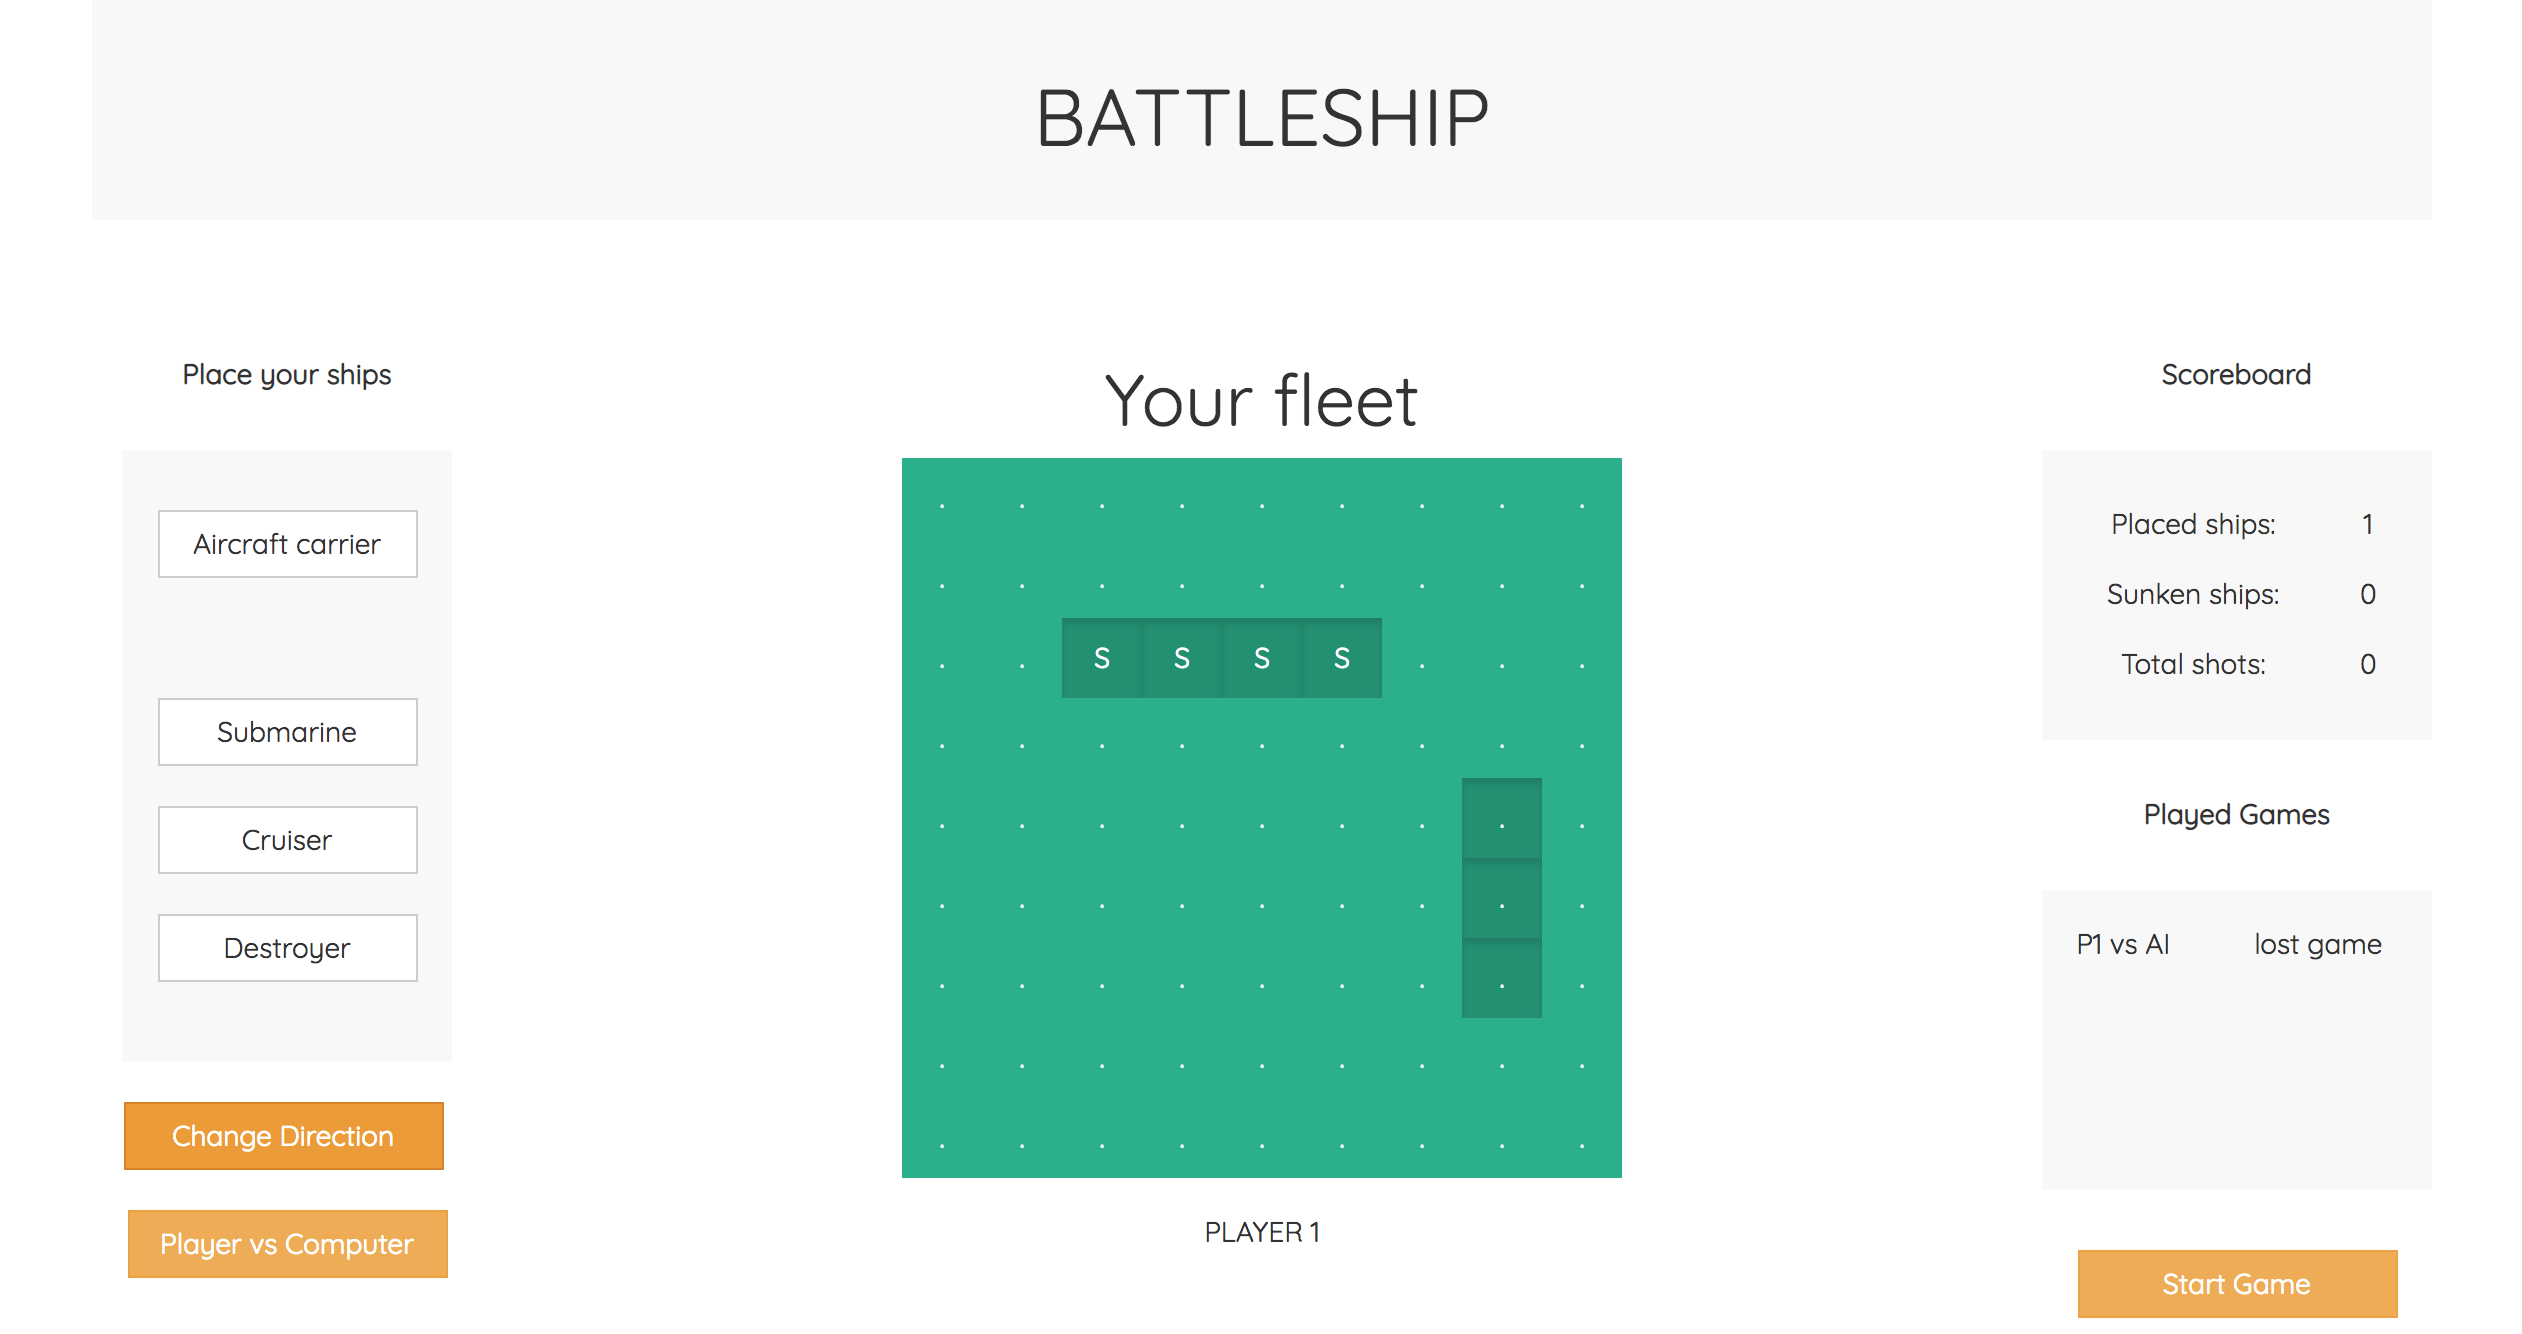 BATTLESHIP
Place your ships
Aircraft carrier
Submarine
Cruiser
Destroyer
Change Direction
Player vs Computer
Your fleet
S S S S
PLAYER 1
Scoreboard
Placed ships: 1
Sunken ships: 0
Total shots: 0
Played Games
P1 vs AI lost game
Start Game